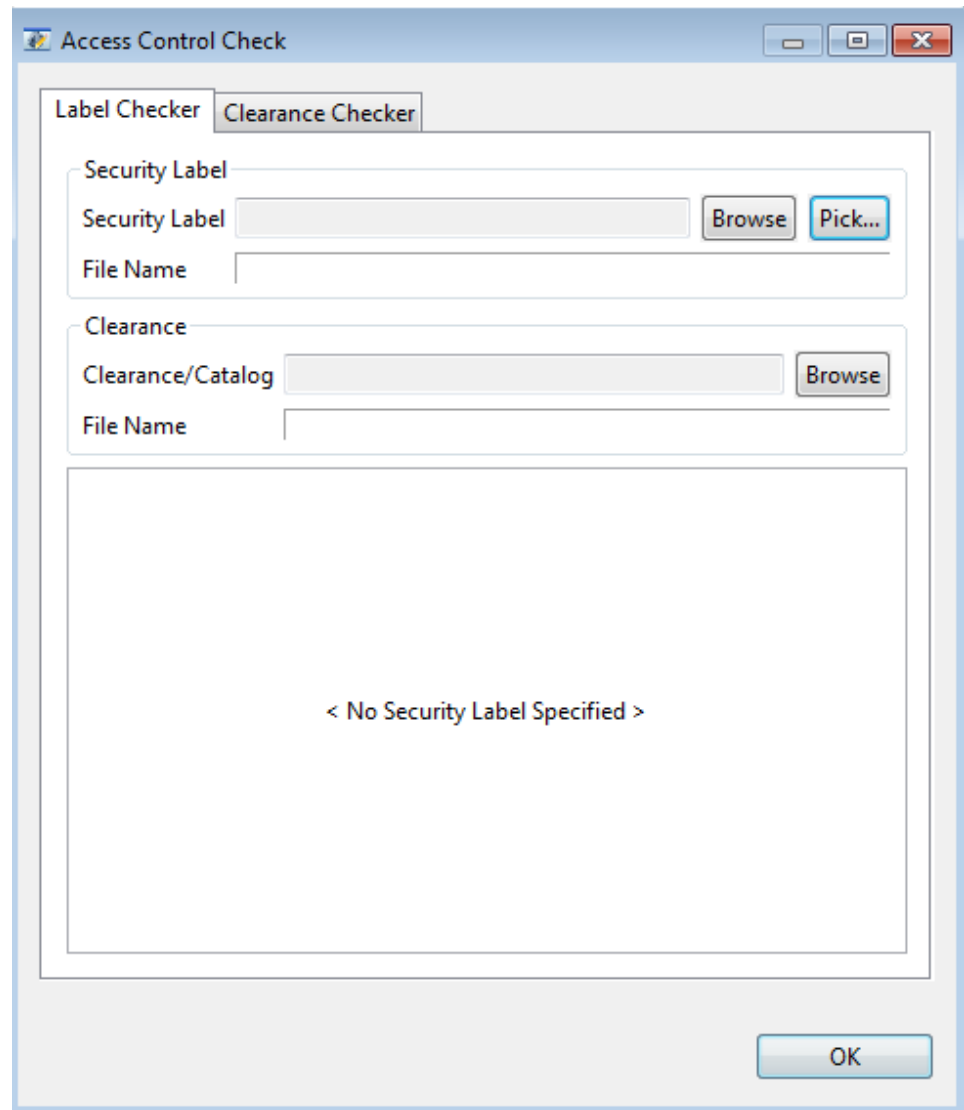 Access Control Check
Label Checker Clearance Checker
Security Label
Security Label Browse Pick...
File Name
Clearance
Clearance/Catalog Browse
File Name
< No Security Label Specified >
OK